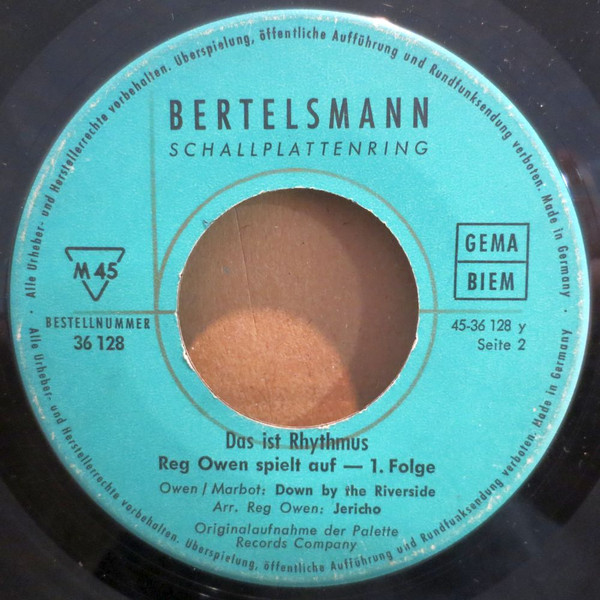 · Alle Urheber- und Herstellerrechte vorbehalten. Überspielung, öffentliche Aufführung und Rundfunksendung verboten. Made in Germany ·
BERTELSMANN
SCHALLPLATTENRING
M 45
GEMA
BIEM
BESTELLNUMMER
36 128
45-36 128 y
Seite 2
Das ist Rhythmus
Reg Owen spielt auf — 1. Folge
Owen / Marbot: Down by the Riverside
Arr. Reg Owen: Jericho
Originalaufnahme der Palette
Records Company
Alle Urheber- und Herstellerrechte vorbehalten. Überspielung, öffentliche Aufführung und Rundfunksendung verboten. Made in Germany